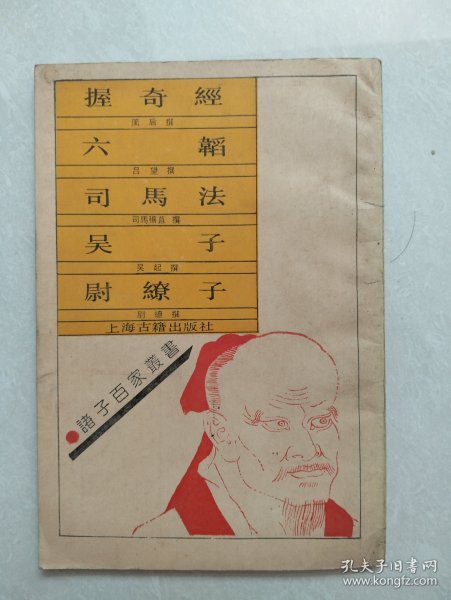 握奇經
風后 撰
六韜
呂望 撰
司馬法
司馬穰苴 撰
吴子
吴起 撰
尉繚子
尉繚 撰
上海古籍出版社
諸子百家叢書
孔夫子旧书网
www.kongfz.com